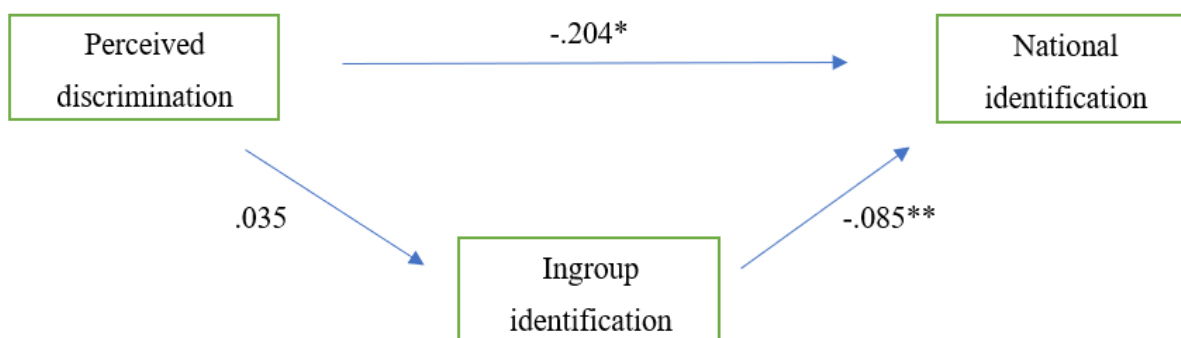 Perceived
discrimination
-.204*
National
identification
.035
-.085**
Ingroup
identification